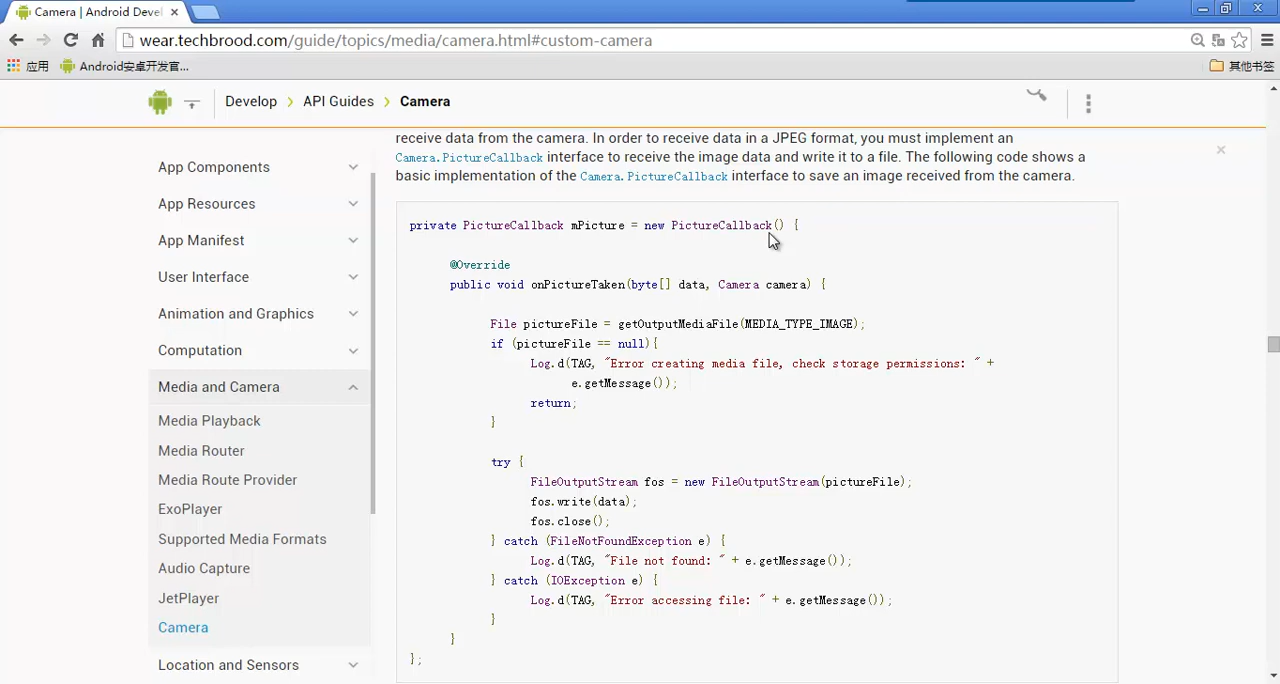 Camera | Android Devel
wear.techbrood.com/guide/topics/media/camera.html#custom-camera
应用 Android安卓开发官... 其他书签
Develop > API Guides > Camera
receive data from the camera. In order to receive data in a JPEG format, you must implement an
Camera.PictureCallback interface to receive the image data and write it to a file. The following code shows a
basic implementation of the Camera.PictureCallback interface to save an image received from the camera.
App Components
App Resources
App Manifest
User Interface
Animation and Graphics
Computation
Media and Camera
Media Playback
Media Router
Media Route Provider
ExoPlayer
Supported Media Formats
Audio Capture
JetPlayer
Camera
Location and Sensors
private PictureCallback mPicture = new PictureCallback() {
@Override
public void onPictureTaken(byte[] data, Camera camera) {
File pictureFile = getOutputMediaFile(MEDIA_TYPE_IMAGE);
if (pictureFile == null){
Log.d(TAG, "Error creating media file, check storage permissions: " +
e.getMessage());
return;
}
try {
FileOutputStream fos = new FileOutputStream(pictureFile);
fos.write(data);
fos.close();
} catch (FileNotFoundException e) {
Log.d(TAG, "File not found: " + e.getMessage());
} catch (IOException e) {
Log.d(TAG, "Error accessing file: " + e.getMessage());
}
}
};